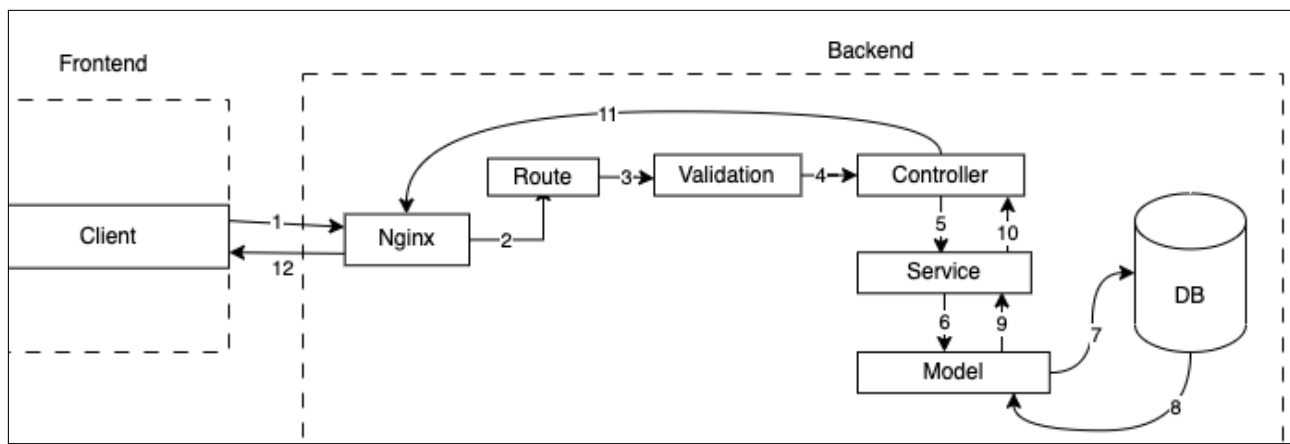 Frontend
Backend
11
Route
3
Validation
4
Controller
Client
1
12
Nginx
2
5
10
Service
DB
6
9
7
Model
8